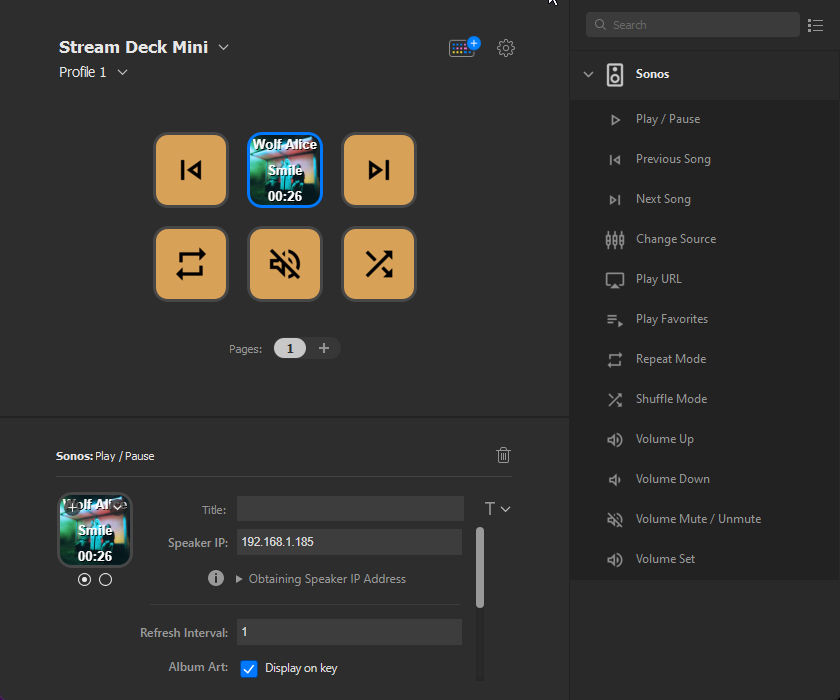 Stream Deck Mini
Profile 1
Wolf Alice
Smile
00:26
Pages:
1
+
Sonos: Play / Pause
Wolf Alice
Smile
00:26
Title:
T
Speaker IP:
192.168.1.185
Obtaining Speaker IP Address
Refresh Interval:
1
Album Art:
Display on key
Search
Sonos
Play / Pause
Previous Song
Next Song
Change Source
Play URL
Play Favorites
Repeat Mode
Shuffle Mode
Volume Up
Volume Down
Volume Mute / Unmute
Volume Set